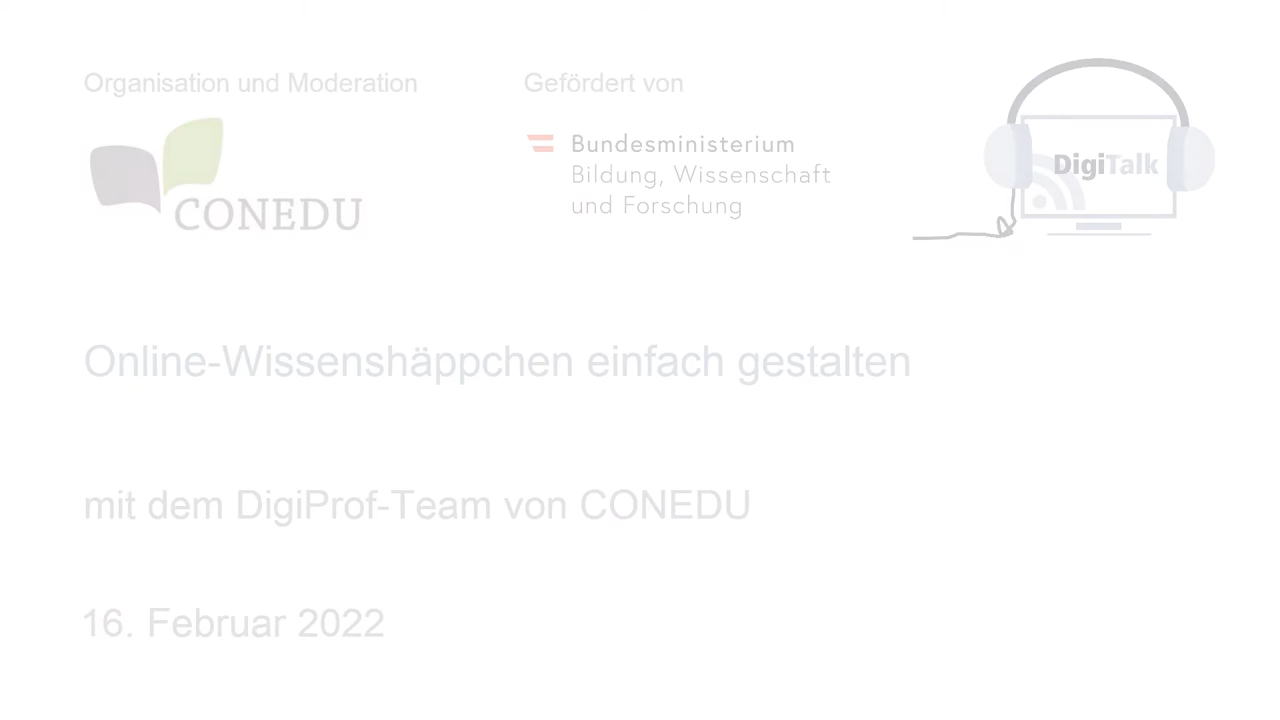 Organisation und Moderation
CONEDU
Gefördert von
Bundesministerium
Bildung, Wissenschaft
und Forschung
DigiTalk
Online-Wissenshäppchen einfach gestalten
mit dem DigiProf-Team von CONEDU
16. Februar 2022